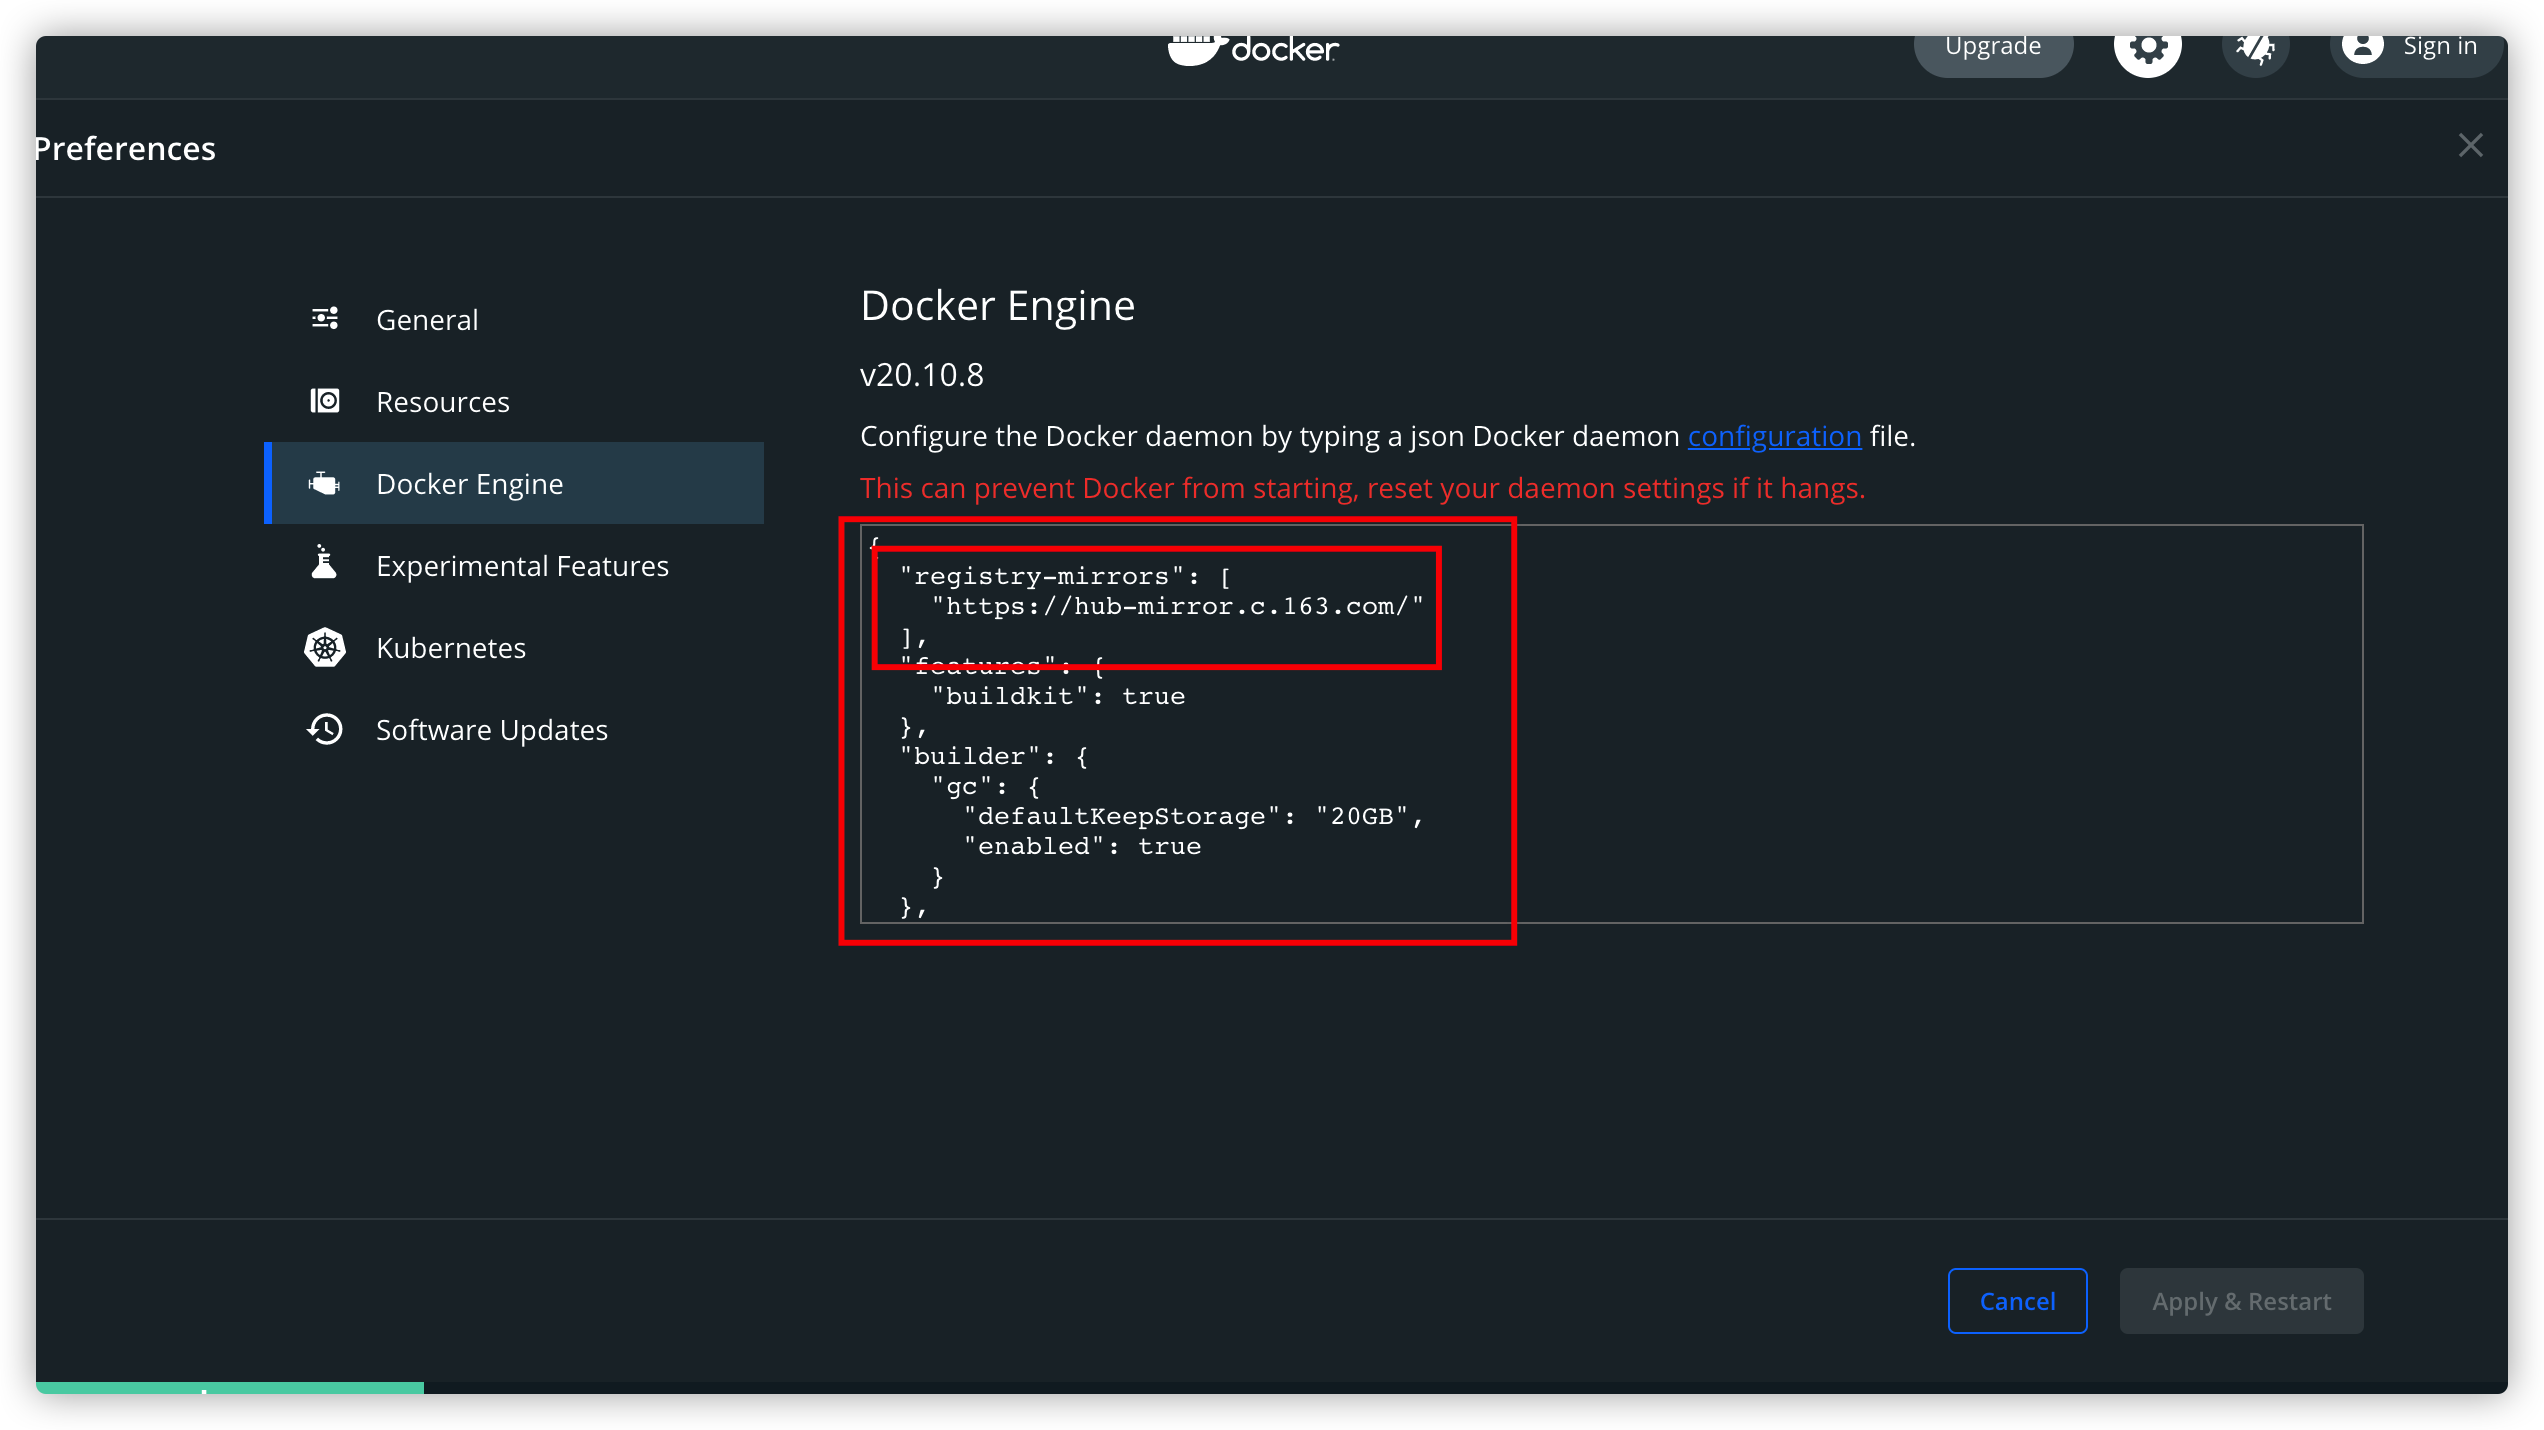 docker
Upgrade
Sign in
Preferences
General
Resources
Docker Engine
Experimental Features
Kubernetes
Software Updates
Docker Engine
v20.10.8
Configure the Docker daemon by typing a json Docker daemon configuration file.
This can prevent Docker from starting, reset your daemon settings if it hangs.
{
  "registry-mirrors": [
    "https://hub-mirror.c.163.com/"
  ],
  "features": {
    "buildkit": true
  },
  "builder": {
    "gc": {
      "defaultKeepStorage": "20GB",
      "enabled": true
    }
  },
Cancel
Apply & Restart